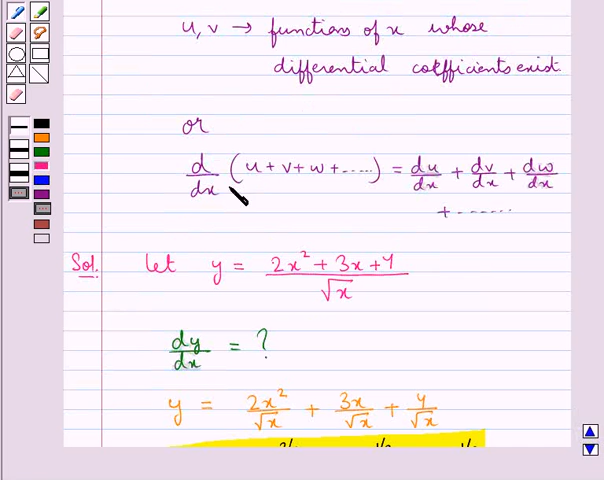 u, v → functions of x whose
differential coefficients exist.
or
d/dx (u + v + w + .....) = du/dx + dv/dx + dw/dx
+ .......
Sol. let y = (2x² + 3x + 4)/√x
dy/dx = ?
y = 2x²/√x + 3x/√x + 4/√x